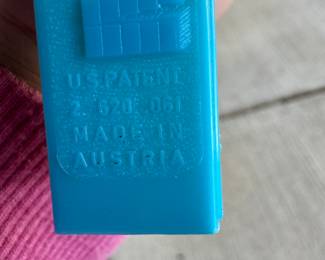 U.S. PATENT
2. 620. 061
MADE IN
AUSTRIA